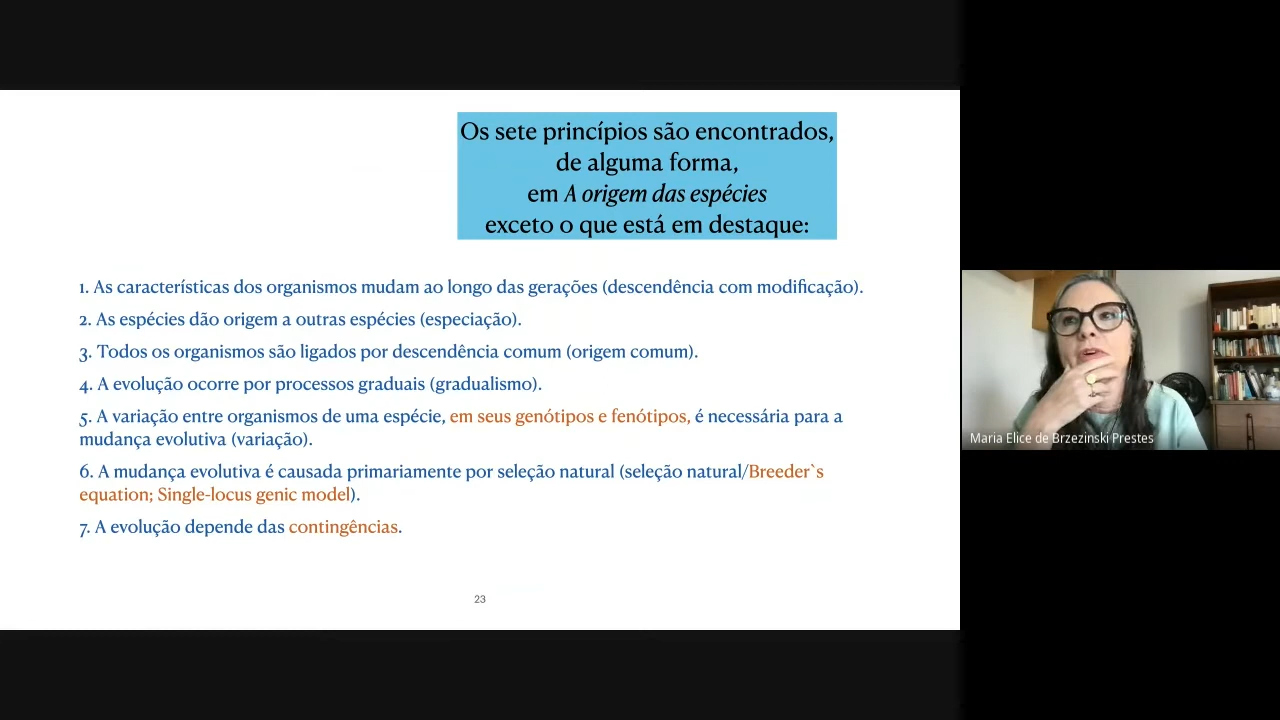 Os sete princípios são encontrados,
de alguma forma,
em A origem das espécies
exceto o que está em destaque:
1. As características dos organismos mudam ao longo das gerações (descendência com modificação).
2. As espécies dão origem a outras espécies (especiação).
3. Todos os organismos são ligados por descendência comum (origem comum).
4. A evolução ocorre por processos graduais (gradualismo).
5. A variação entre organismos de uma espécie, em seus genótipos e fenótipos, é necessária para a
mudança evolutiva (variação).
6. A mudança evolutiva é causada primariamente por seleção natural (seleção natural/Breeder`s
equation; Single-locus genic model).
7. A evolução depende das contingências.
23
Maria Elice de Brzezinski Prestes